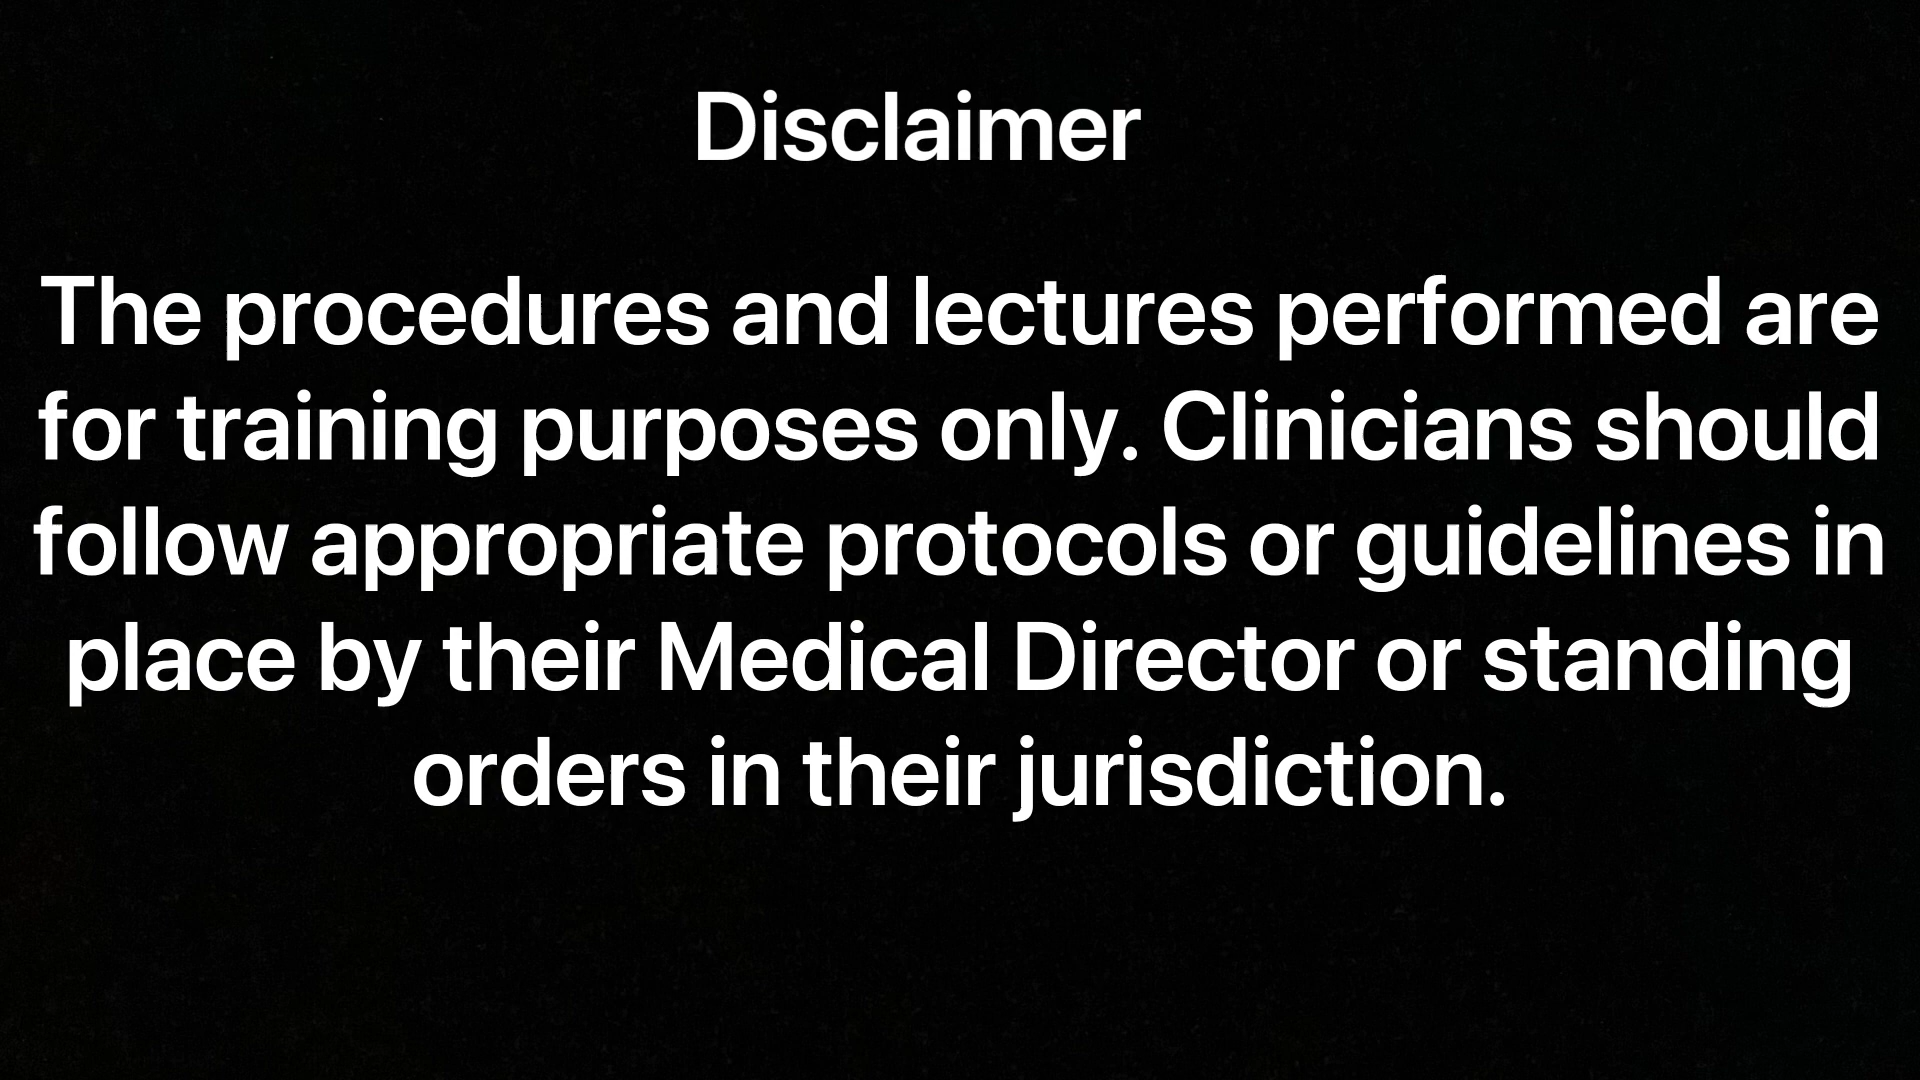 Disclaimer
The procedures and lectures performed are
for training purposes only. Clinicians should
follow appropriate protocols or guidelines in
place by their Medical Director or standing
orders in their jurisdiction.